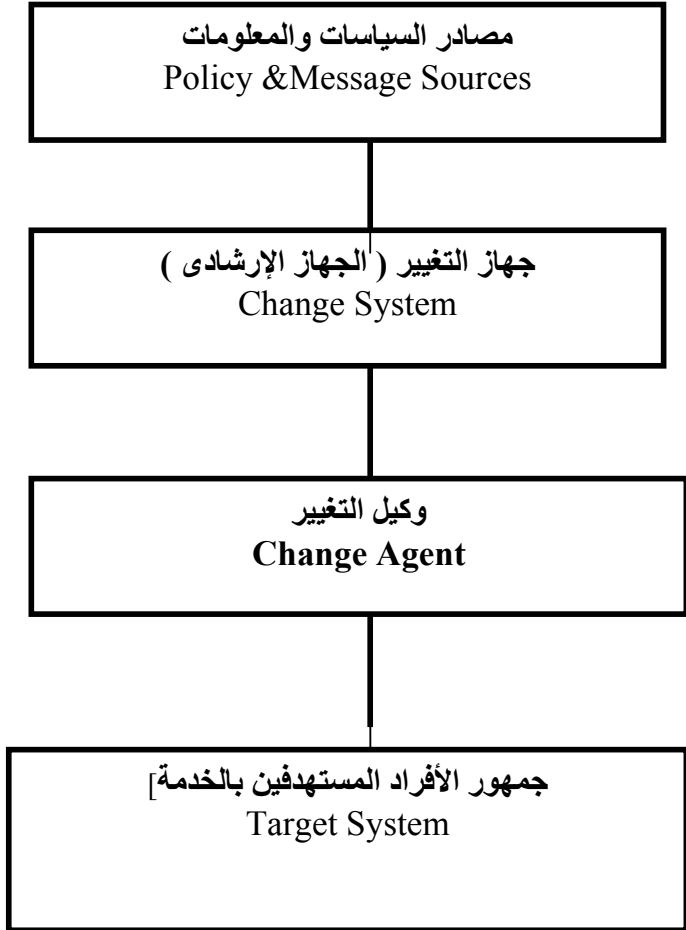 مصادر السياسات والمعلومات
Policy &Message Sources
جهاز التغيير ( الجهاز الإرشادى )
Change System
وكيل التغيير
Change Agent
جمهور الأفراد المستهدفين بالخدمة]
Target System